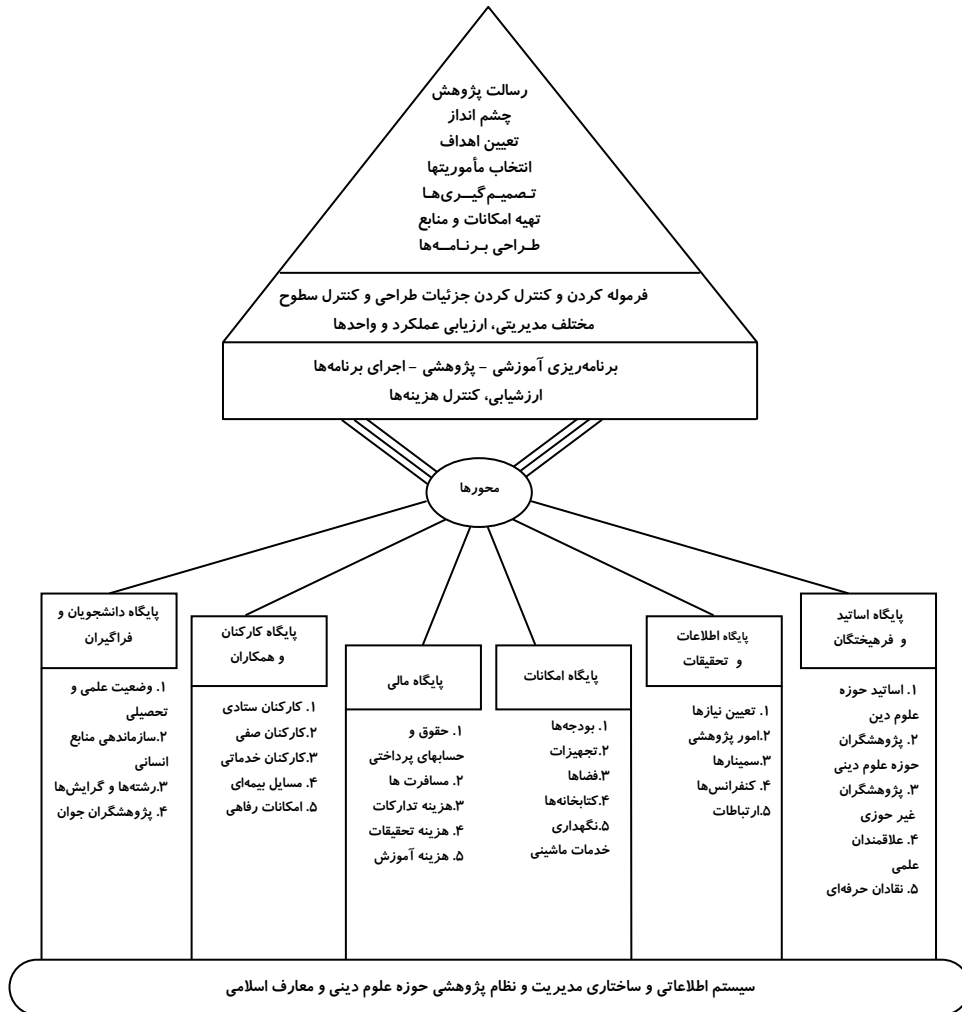 رسالت پژوهش
چشم انداز
تعیین اهداف
انتخاب مأموریتها
تـصمیـم‌گیـــری‌هـا
تهیه امکانات و منابع
طـراحی بـرنـامــه‌ها
فرموله کردن و کنترل کردن جزئیات طراحی و کنترل سطوح
مختلف مدیریتی، ارزیابی عملکرد و واحدها
برنامه‌ریزی آموزشی – پژوهشی – اجرای برنامه‌ها
ارزشیابی، کنترل هزینه‌ها
محورها
پایگاه اساتید
و فرهیختگان
۱. اساتید حوزه
علوم دین
۲. پژوهشگران
حوزه علوم دینی
۳. پژوهشگران
غیر حوزی
۴. علاقمندان
علمی
۵. نقادان حرفه‌ای
پایگاه اطلاعات
و تحقیقات
۱. تعیین نیازها
۲.امور پژوهشی
۳.سمینارها
۴. کنفرانس‌ها
۵.ارتباطات
پایگاه امکانات
۱. بودجه‌ها
۲.تجهیزات
۳.فضاها
۴.کتابخانه‌ها
۵.نگهداری
خدمات ماشینی
پایگاه مالی
۱. حقوق و
حسابهای پرداختی
۲. مسافرت ها
۳.هزینه تدارکات
۴. هزینه تحقیقات
۵. هزینه آموزش
پایگاه کارکنان
و همکاران
۱. کارکنان ستادی
۲.کارکنان صفی
۳.کارکنان خدماتی
۴. مسایل بیمه‌ای
۵. امکانات رفاهی
پایگاه دانشجویان و
فراگیران
۱. وضعیت علمی و
تحصیلی
۲.سازماندهی منابع
انسانی
۳.رشته‌ها و گرایش‌ها
۴. پژوهشگران جوان
سیستم اطلاعاتی و ساختاری مدیریت و نظام پژوهشی حوزه علوم دینی و معارف اسلامی